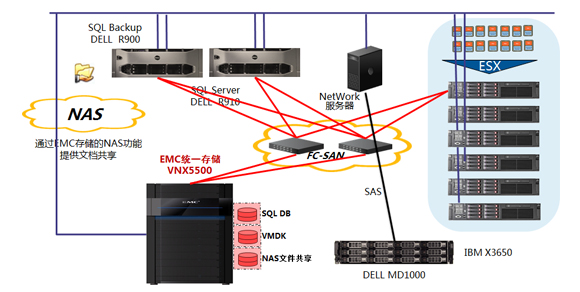 SQL Backup
DELL R900
SQL Server
DELL R910
NetWork
服务器
ESX
NAS
通过EMC存储的NAS功能
提供文档共享
EMC统一存储
VNX5500
FC-SAN
SAS
EMC²
SQL DB
VMDK
NAS文件共享
IBM X3650
DELL MD1000